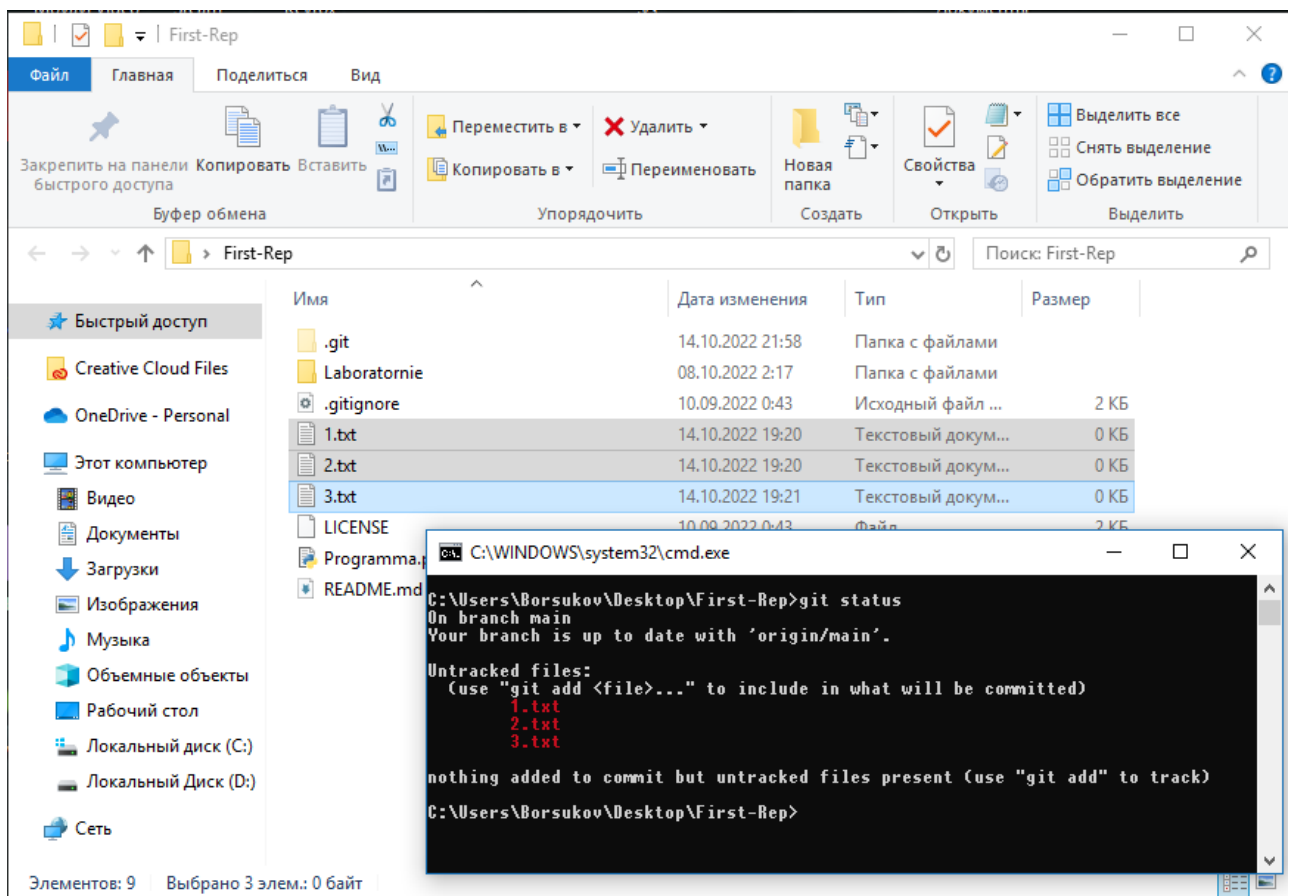 First-Rep
Файл Главная Поделиться Вид
Закрепить на панели быстрого доступа
Копировать
Вставить
Переместить в
Копировать в
Удалить
Переименовать
Новая папка
Свойства
Выделить все
Снять выделение
Обратить выделение
Буфер обмена Упорядочить Создать Открыть Выделить
First-Rep
Поиск: First-Rep
Имя Дата изменения Тип Размер
Быстрый доступ
Creative Cloud Files
OneDrive - Personal
Этот компьютер
Видео
Документы
Загрузки
Изображения
Музыка
Объемные объекты
Рабочий стол
Локальный диск (C:)
Локальный Диск (D:)
Сеть
.git 14.10.2022 21:58 Папка с файлами
Laboratornie 08.10.2022 2:17 Папка с файлами
.gitignore 10.09.2022 0:43 Исходный файл ... 2 КБ
1.txt 14.10.2022 19:20 Текстовый докум... 0 КБ
2.txt 14.10.2022 19:20 Текстовый докум... 0 КБ
3.txt 14.10.2022 19:21 Текстовый докум... 0 КБ
LICENSE 10.09.2022 0:43 Файл 2 КБ
Programma.p
README.md
C:\WINDOWS\system32\cmd.exe
C:\Users\Borsukov\Desktop\First-Rep>git status
On branch main
Your branch is up to date with 'origin/main'.
Untracked files:
(use "git add <file>..." to include in what will be committed)
1.txt
2.txt
3.txt
nothing added to commit but untracked files present (use "git add" to track)
C:\Users\Borsukov\Desktop\First-Rep>
Элементов: 9 Выбрано 3 элем.: 0 байт